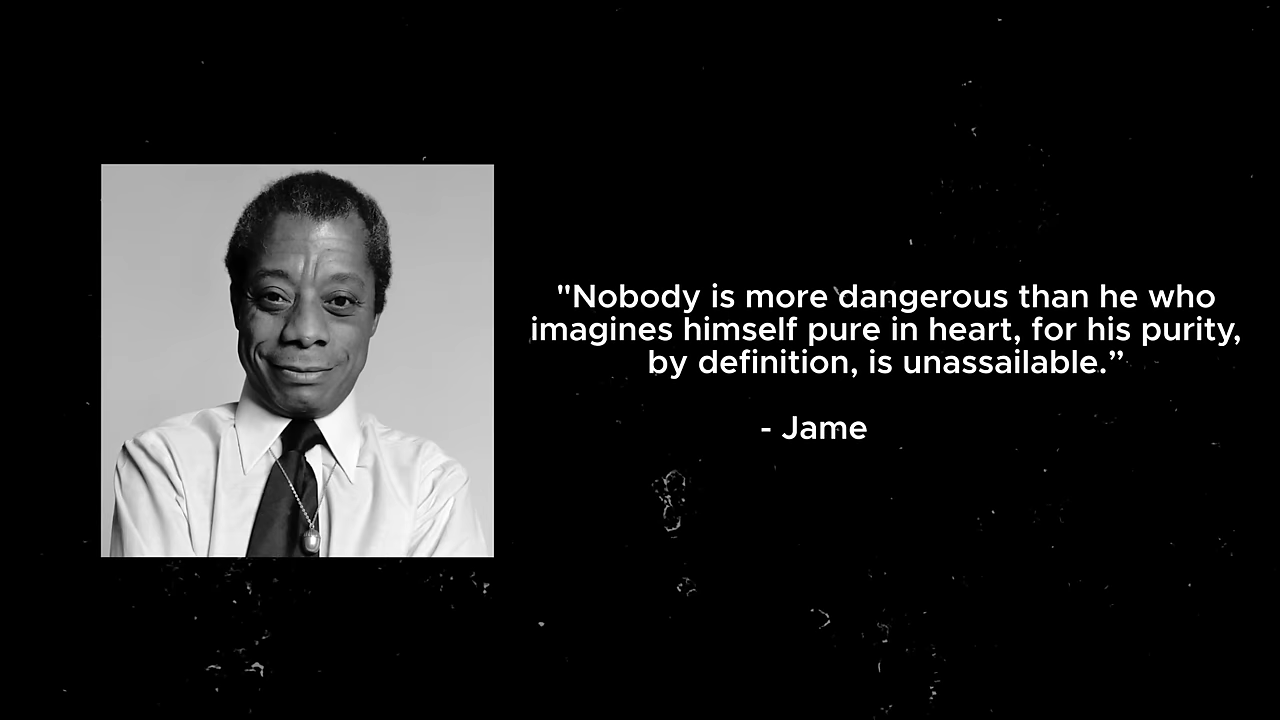 "Nobody is more dangerous than he who
imagines himself pure in heart, for his purity,
by definition, is unassailable.”
- Jame